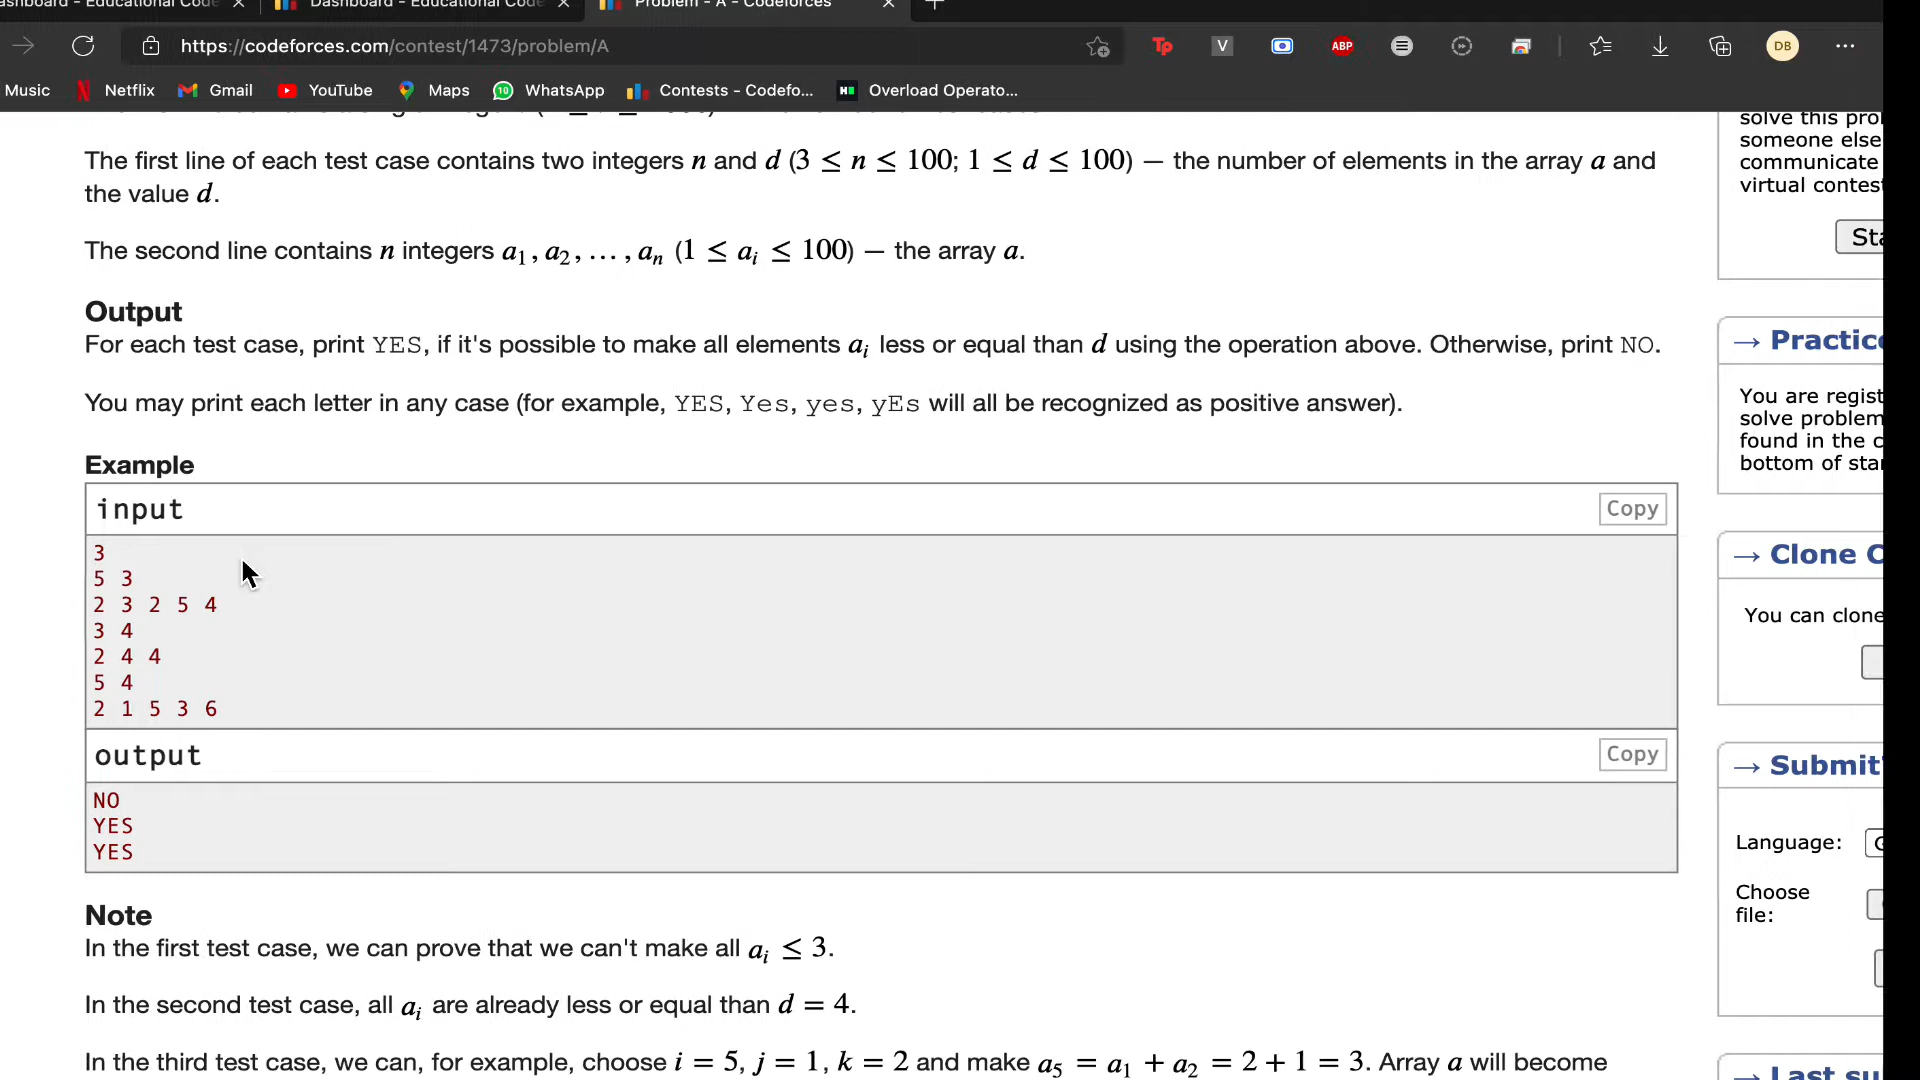 Dashboard - Educational Code
Problem - A - Codeforces
https://codeforces.com/contest/1473/problem/A
Tp
V
ABP
DB
Music
Netflix
Gmail
YouTube
Maps
10
WhatsApp
Contests - Codefo...
Overload Operato...
The first line of each test case contains two integers n and d (3 ≤ n ≤ 100; 1 ≤ d ≤ 100) — the number of elements in the array a and
the value d.
The second line contains n integers a₁, a₂, …, aₙ (1 ≤ aᵢ ≤ 100) — the array a.
Output
For each test case, print YES, if it's possible to make all elements aᵢ less or equal than d using the operation above. Otherwise, print NO.
You may print each letter in any case (for example, YES, Yes, yes, yEs will all be recognized as positive answer).
Example
input
Copy
3
5 3
2 3 2 5 4
3 4
2 4 4
5 4
2 1 5 3 6
output
Copy
NO
YES
YES
Note
In the first test case, we can prove that we can't make all aᵢ ≤ 3.
In the second test case, all aᵢ are already less or equal than d = 4.
In the third test case, we can, for example, choose i = 5, j = 1, k = 2 and make a₅ = a₁ + a₂ = 2 + 1 = 3. Array a will become
solve this
someone else
communicate
virtual
→ Practice
You are
solve
found in the
bottom of
→ Clone
You can clone
→ Submit
Language:
Choose
file:
→ Last